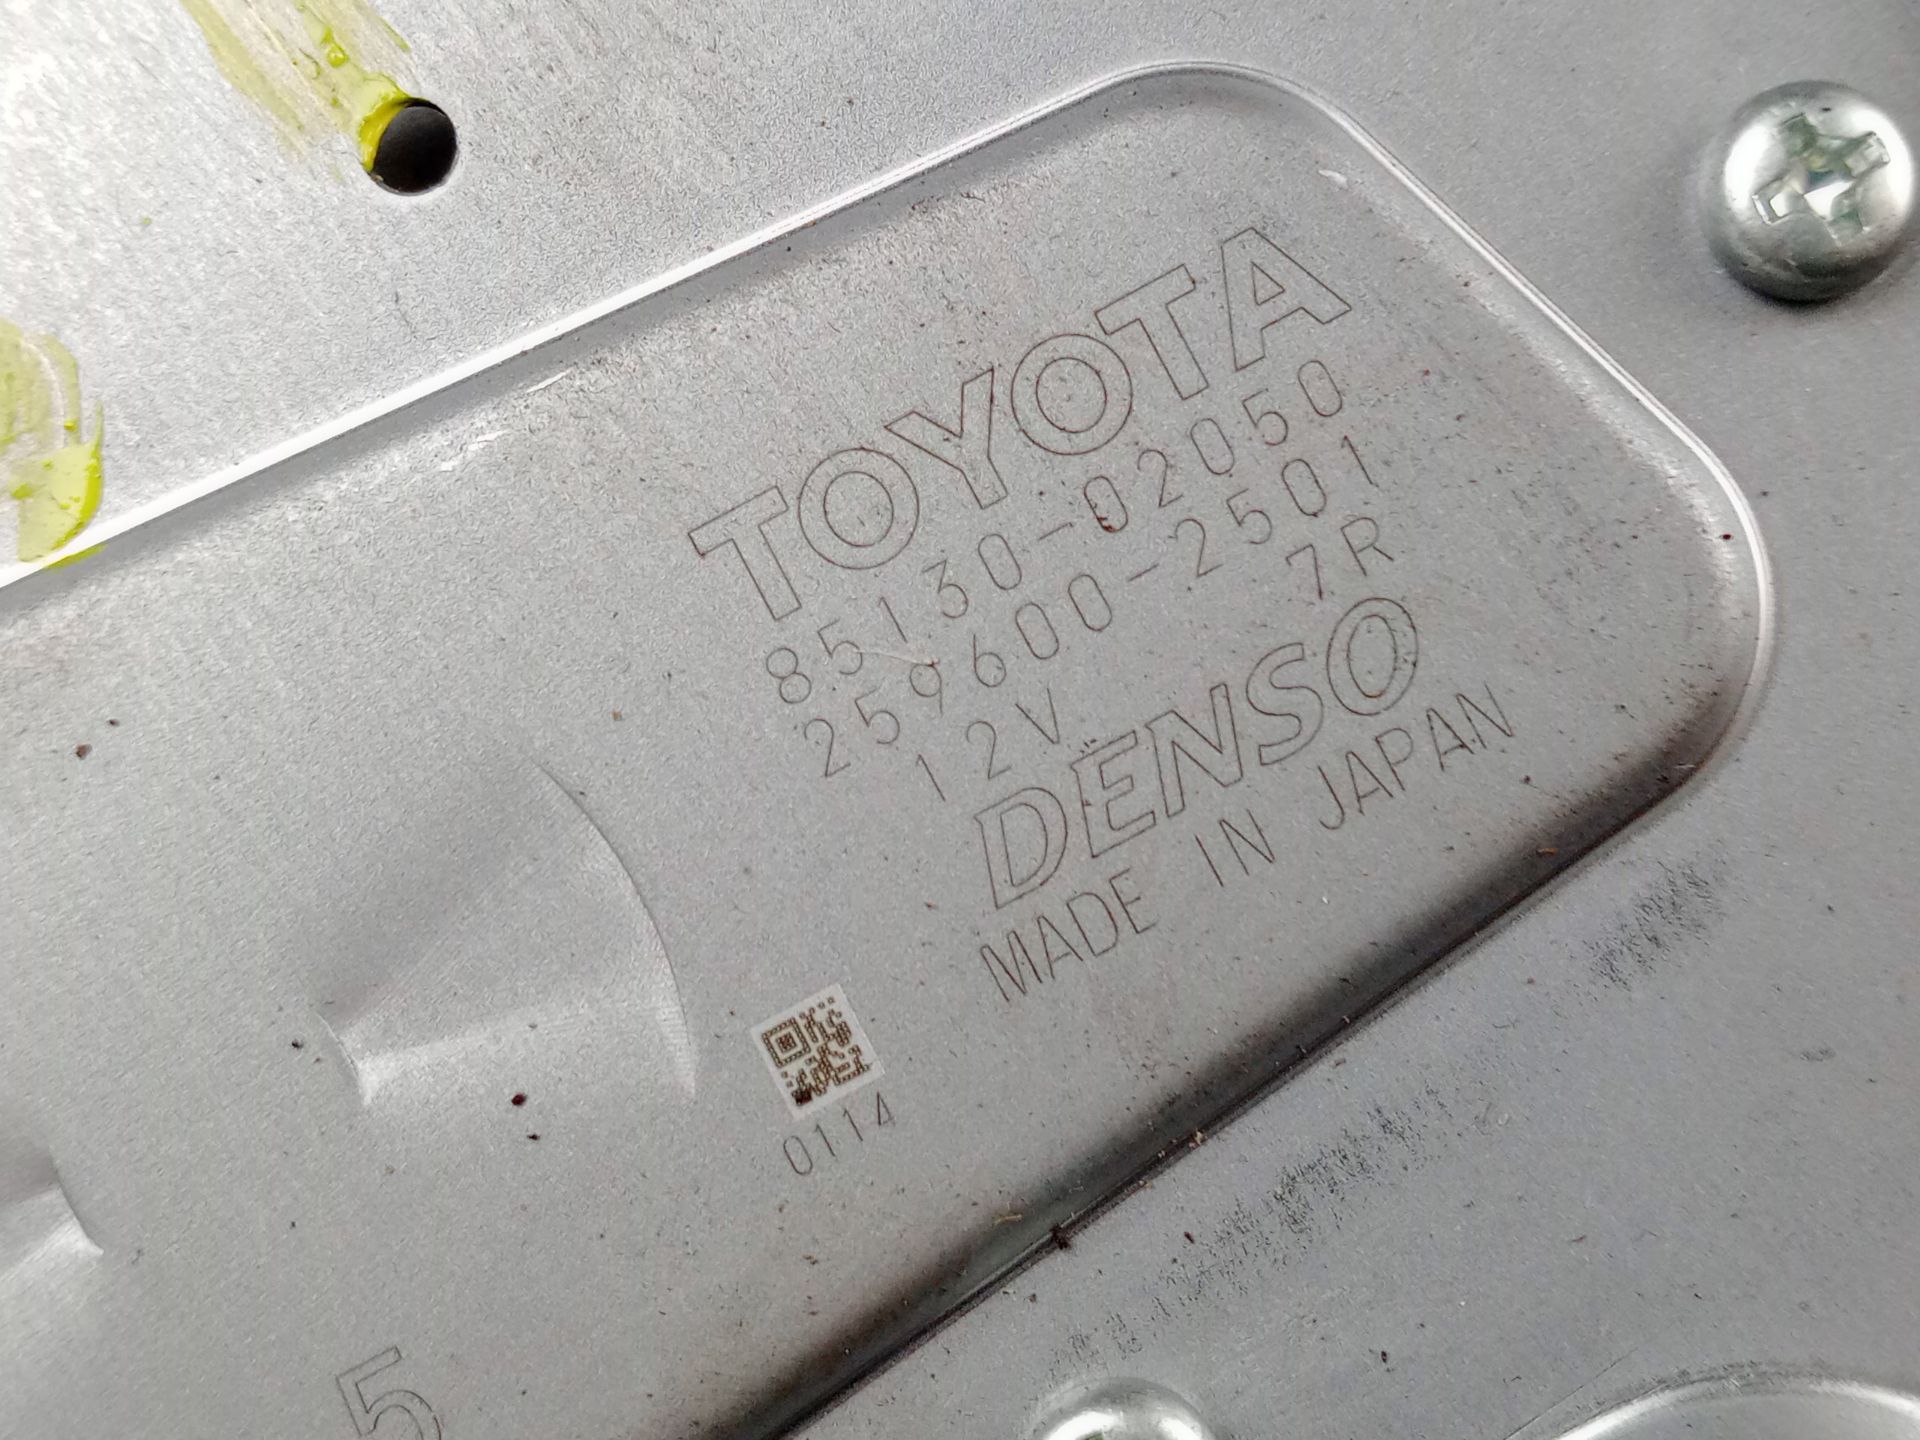 TOYOTA
85130-02050
259600-2501
12V 7R
DENSO
MADE IN JAPAN
0114
5